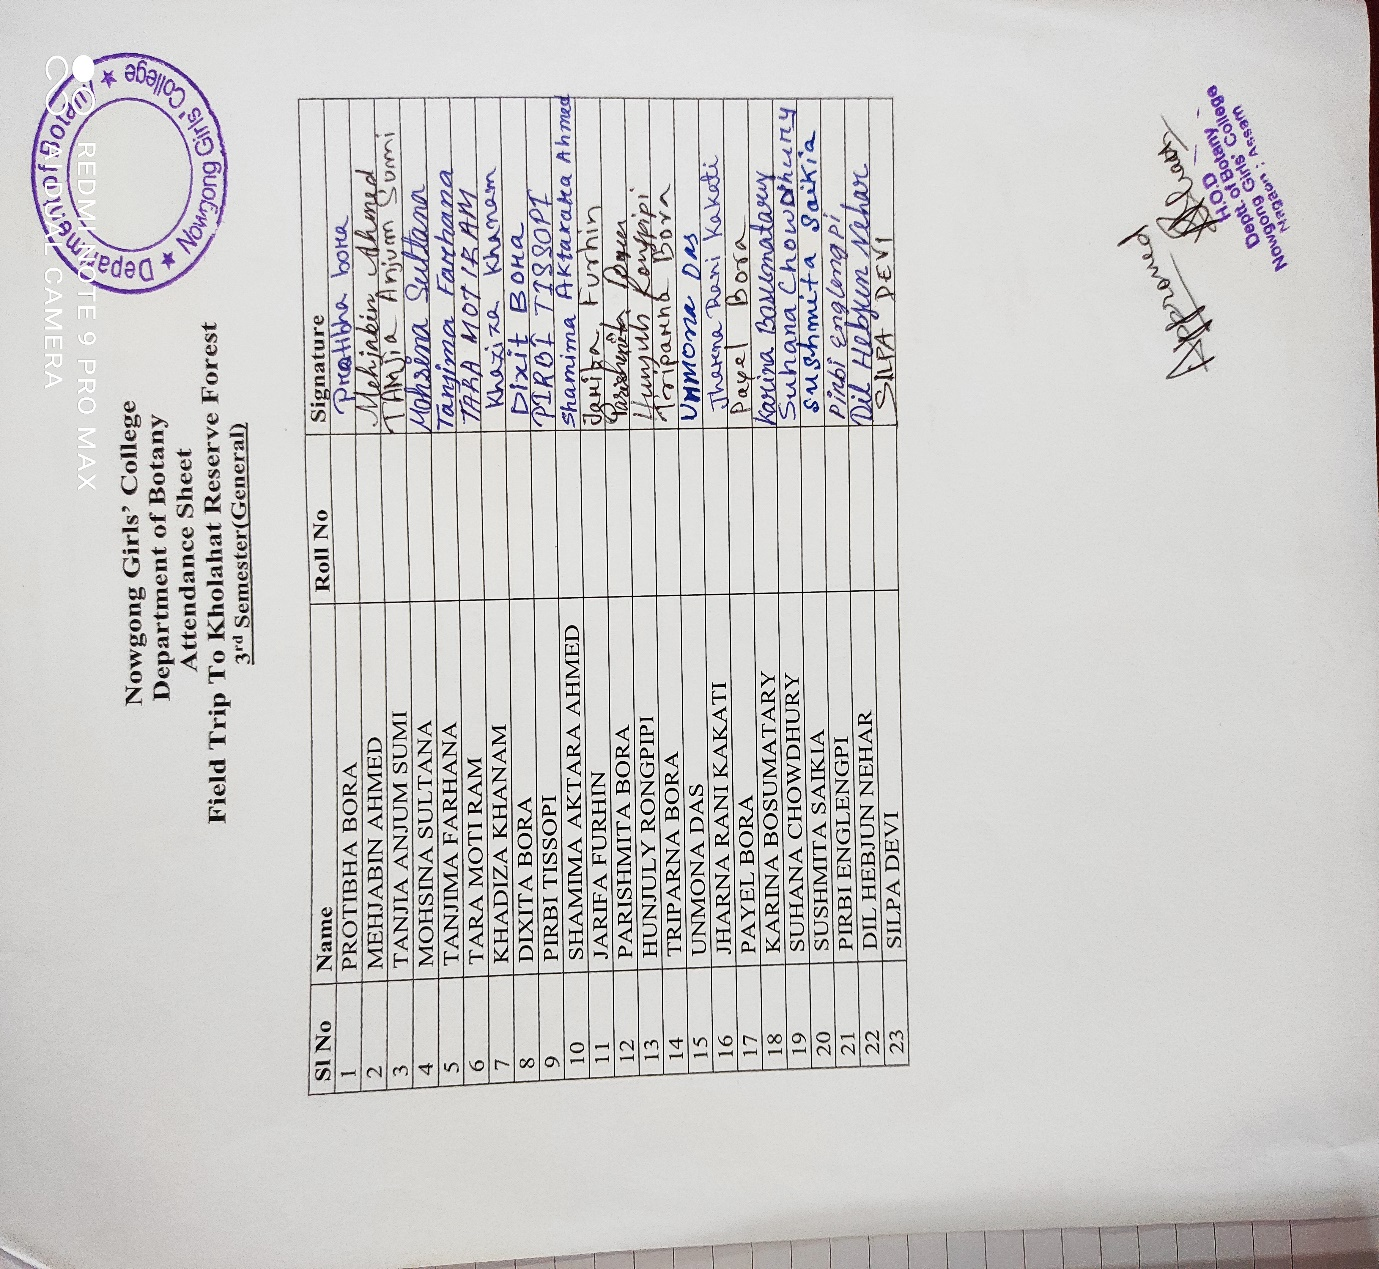 Nowgong Girls' College
Department of Botany
Attendance Sheet
Field Trip To Kholahat Reserve Forest
3rd Semester(General)
Sl No Name Roll No Signature
1 PROTIBHA BORA Protibha bora
2 MEHJABIN AHMED Mehjabin Ahmed
3 TANJIA ANJUM SUMI TANJia Anjum Sumi
4 MOHSINA SULTANA Mohsina Sultana
5 TANJIMA FARHANA Tanjima Farhana
6 TARA MOTI RAM TARA MOTI RAM
7 KHADIZA KHANAM Khaziza Khanam
8 DIXITA BORA Dixit Bora
9 PIRBI TISSOPI PIRBI TISSOPI
10 SHAMIMA AKTARA AHMED Shamima Aktara Ahmed
11 JARIFA FURHIN Jarifa Furhin
12 PARISHMITA BORA Parishmita Bora
13 HUNJULY RONGPIPI Hunjuli Rongpipi
14 TRIPARNA BORA Triparna Bora
15 UNMONA DAS Unmona Das
16 JHARNA RANI KAKATI Jharna Rani Kakati
17 PAYEL BORA Payel Bora
18 KARINA BOSUMATARY Karina Bosumatary
19 SUHANA CHOWDHURY Suhana Chowdhury
20 SUSHMITA SAIKIA Sushmita Saikia
21 PIRBI ENGLENGPI Pirbi Englengpi
22 DIL HEBJUN NEHAR Dil Hebjun Nehar
23 SILPA DEVI SILPA DEVI
Approved
H.O.D
Deptt. of Botany
Nowgong Girls' College
Nagaon : Assam
Department of Botany ★ Nowgong Girls' College ★
REDMI NOTE 9 PRO MAX
AI QUAD CAMERA